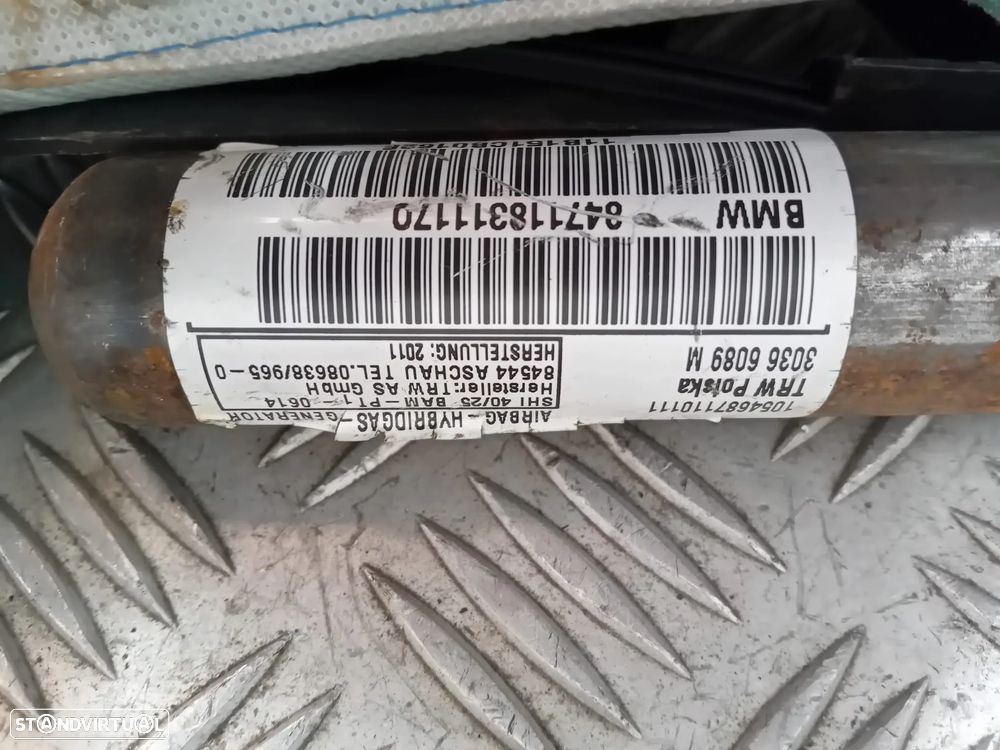 1054687110111
TRW Polska
3036 6089 M
AIRBAG - HYBRIDGAS - GENERATOR
SHI 40/25 BAM-PT1-0614
Hersteller:TRW AS GmbH
84544 ASCHAU TEL.08638/965-0
HERSTELLUNG: 2011
BMW 847118311170
STANDVIRTUAL